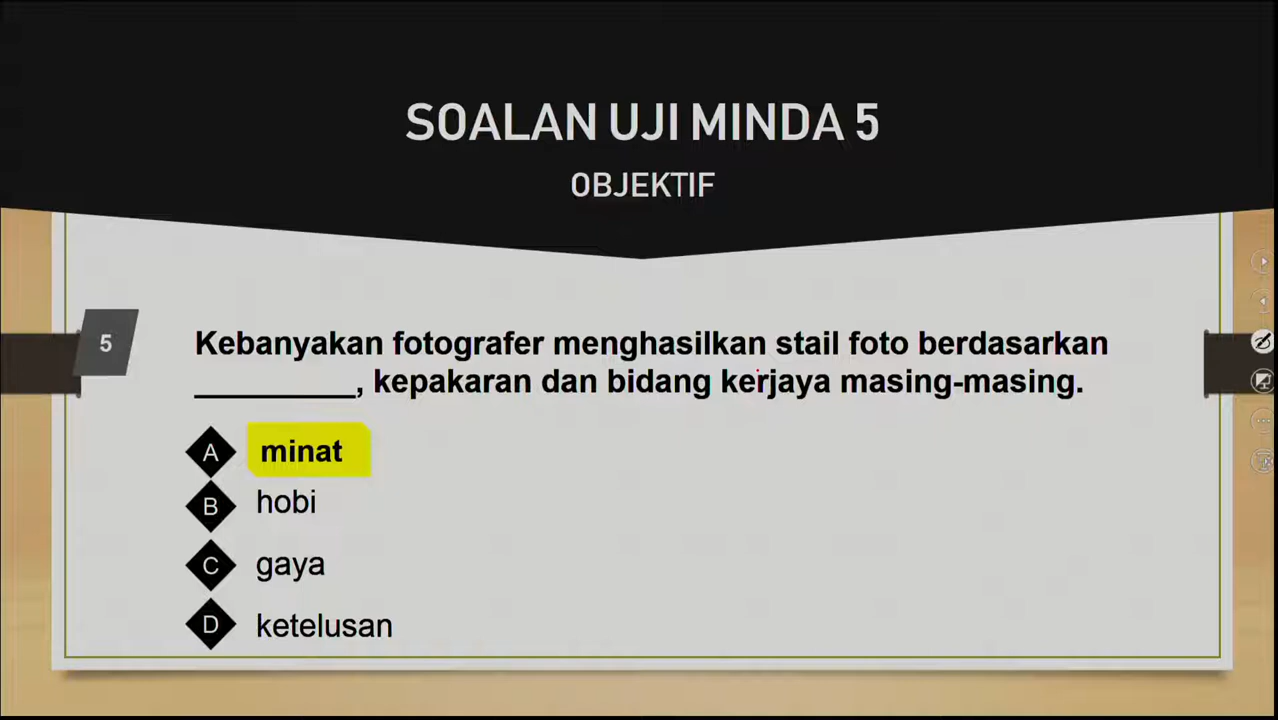 SOALAN UJI MINDA 5
OBJEKTIF
5
Kebanyakan fotografer menghasilkan stail foto berdasarkan
__________, kepakaran dan bidang kerjaya masing-masing.
A minat
B hobi
C gaya
D ketelusan